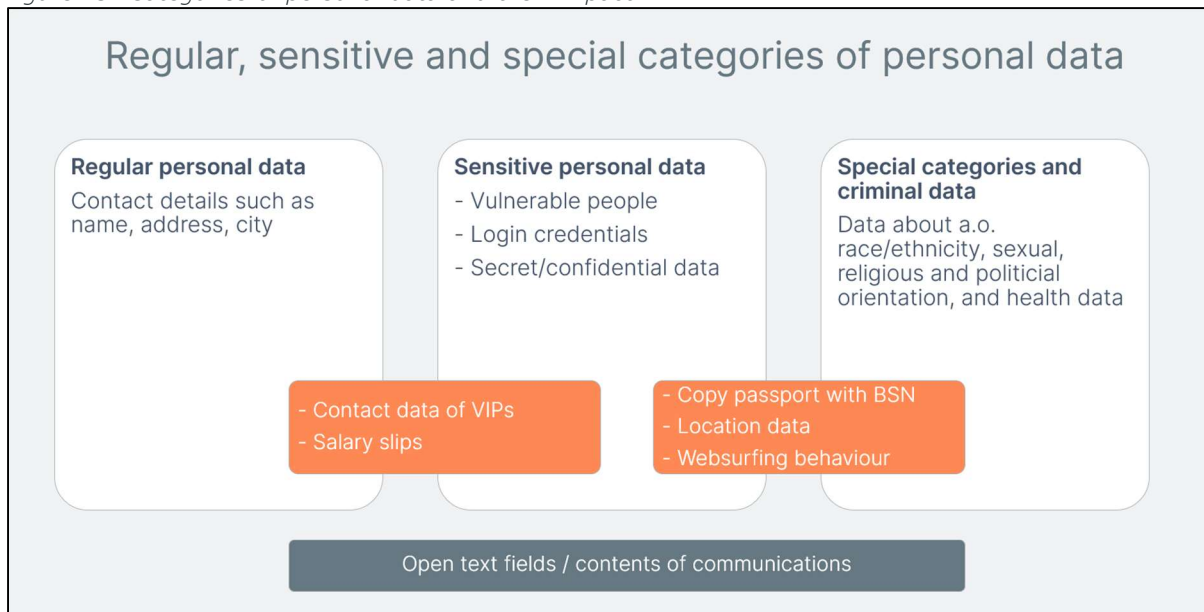 Regular, sensitive and special categories of personal data
Regular personal data
Contact details such as
name, address, city
Sensitive personal data
- Vulnerable people
- Login credentials
- Secret/confidential data
Special categories and
criminal data
Data about a.o.
race/ethnicity, sexual,
religious and politicial
orientation, and health data
- Contact data of VIPs
- Salary slips
- Copy passport with BSN
- Location data
- Websurfing behaviour
Open text fields / contents of communications